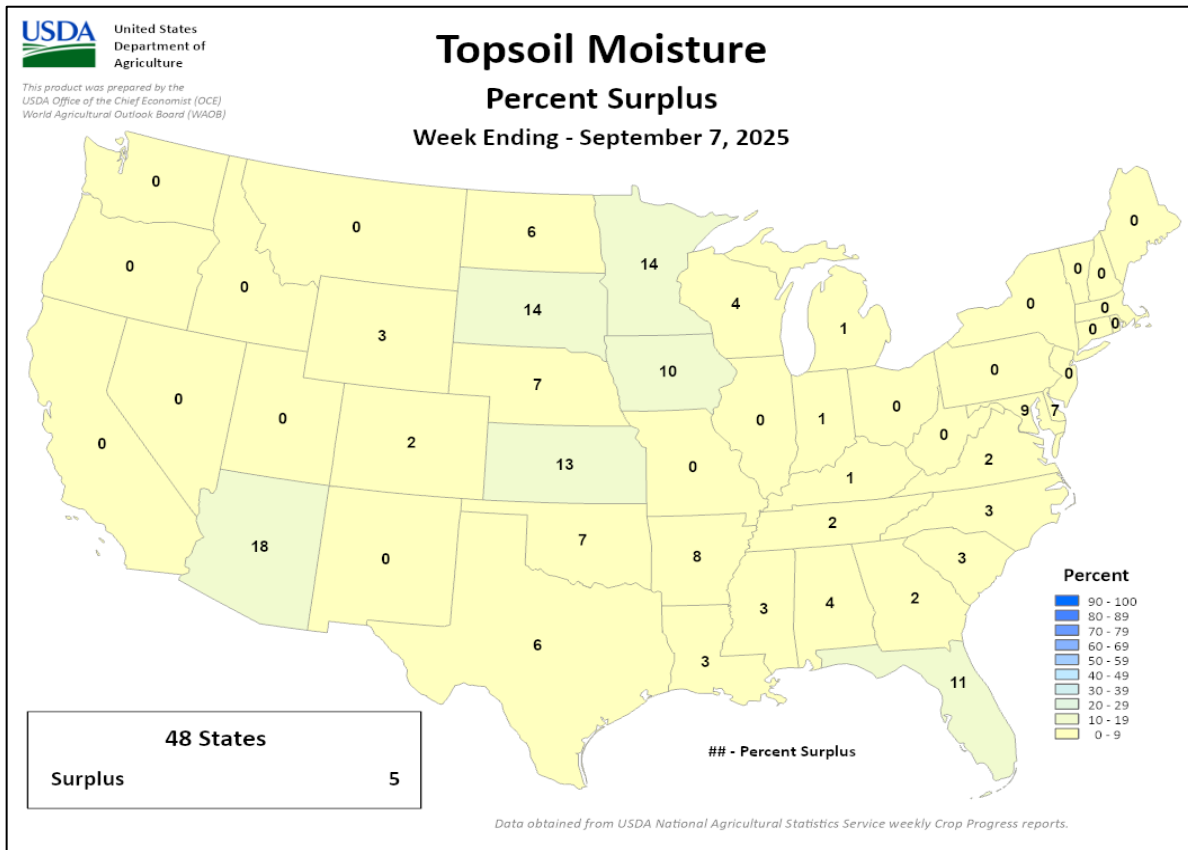 USDA
United States
Department of
Agriculture
This product was prepared by the
USDA Office of the Chief Economist (OCE)
World Agricultural Outlook Board (WAOB)
Topsoil Moisture
Percent Surplus
Week Ending - September 7, 2025
0
0
0
0
6
14
14
4
1
0
0
0
0
0
0
0
3
10
7
0
0
0
2
13
0
0
1
0
0
0
9
7
0
2
1
18
0
7
8
2
3
3
6
3
3
4
2
11
Percent
90 - 100
80 - 89
70 - 79
60 - 69
50 - 59
40 - 49
30 - 39
20 - 29
10 - 19
0 - 9
48 States
Surplus 5
## - Percent Surplus
Data obtained from USDA National Agricultural Statistics Service weekly Crop Progress reports.